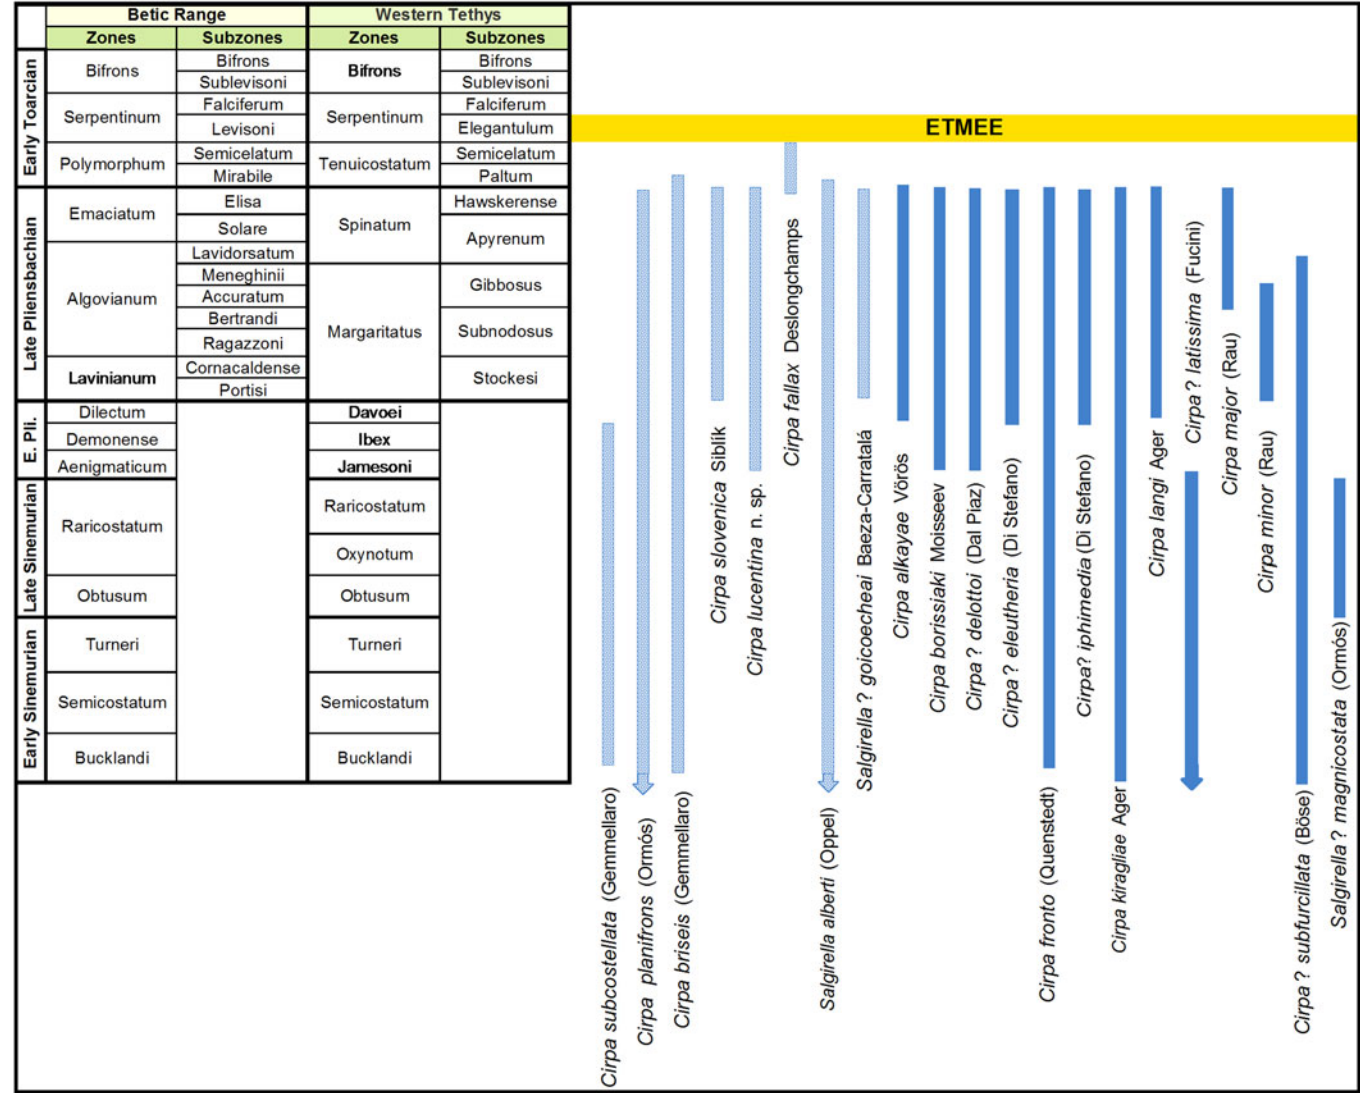 Betic Range Western Tethys
Zones Subzones Zones Subzones
Early Toarcian
Bifrons Bifrons Bifrons Bifrons
Sublevisoni Sublevisoni
Serpentinum Falciferum Serpentinum Falciferum
Levisoni Elegantulum
ETMEE
Polymorphum Semicelatum Tenuicostatum Semicelatum
Mirabile Paltum
Late Pliensbachian
Emaciatum Elisa Spinatum Hawskerense
Solare Apyrenum
Algovianum Lavidorsatum
Meneghinii Margaritatus Gibbosus
Accuratum
Bertrandi Subnodosus
Ragazzoni
Lavinianum Cornacaldense Stockesi
Portisi
E. Pli.
Dilectum Davoei
Demonense Ibex
Aenigmaticum Jamesoni
Late Sinemurian
Raricostatum Raricostatum
Oxynotum
Obtusum Obtusum
Early Sinemurian
Turneri Turneri
Semicostatum Semicostatum
Bucklandi Bucklandi
Cirpa subcostellata (Gemmellaro)
Cirpa planifrons (Ormós)
Cirpa briseis (Gemmellaro)
Cirpa slovenica Siblík
Cirpa lucentina n. sp.
Cirpa fallax Deslongchamps
Salgirella alberti (Oppel)
Salgirella ? goicoecheai Baeza-Carratalá
Cirpa alkayae Vörös
Cirpa borissiaki Moisseev
Cirpa ? delottoi (Dal Piaz)
Cirpa ? eleutheria (Di Stefano)
Cirpa fronto (Quenstedt)
Cirpa? iphimedia (Di Stefano)
Cirpa kiragliae Ager
Cirpa langi Ager
Cirpa ? latissima (Fucini)
Cirpa major (Rau)
Cirpa minor (Rau)
Cirpa ? subfurcillata (Böse)
Salgirella ? magnicostata (Ormós)